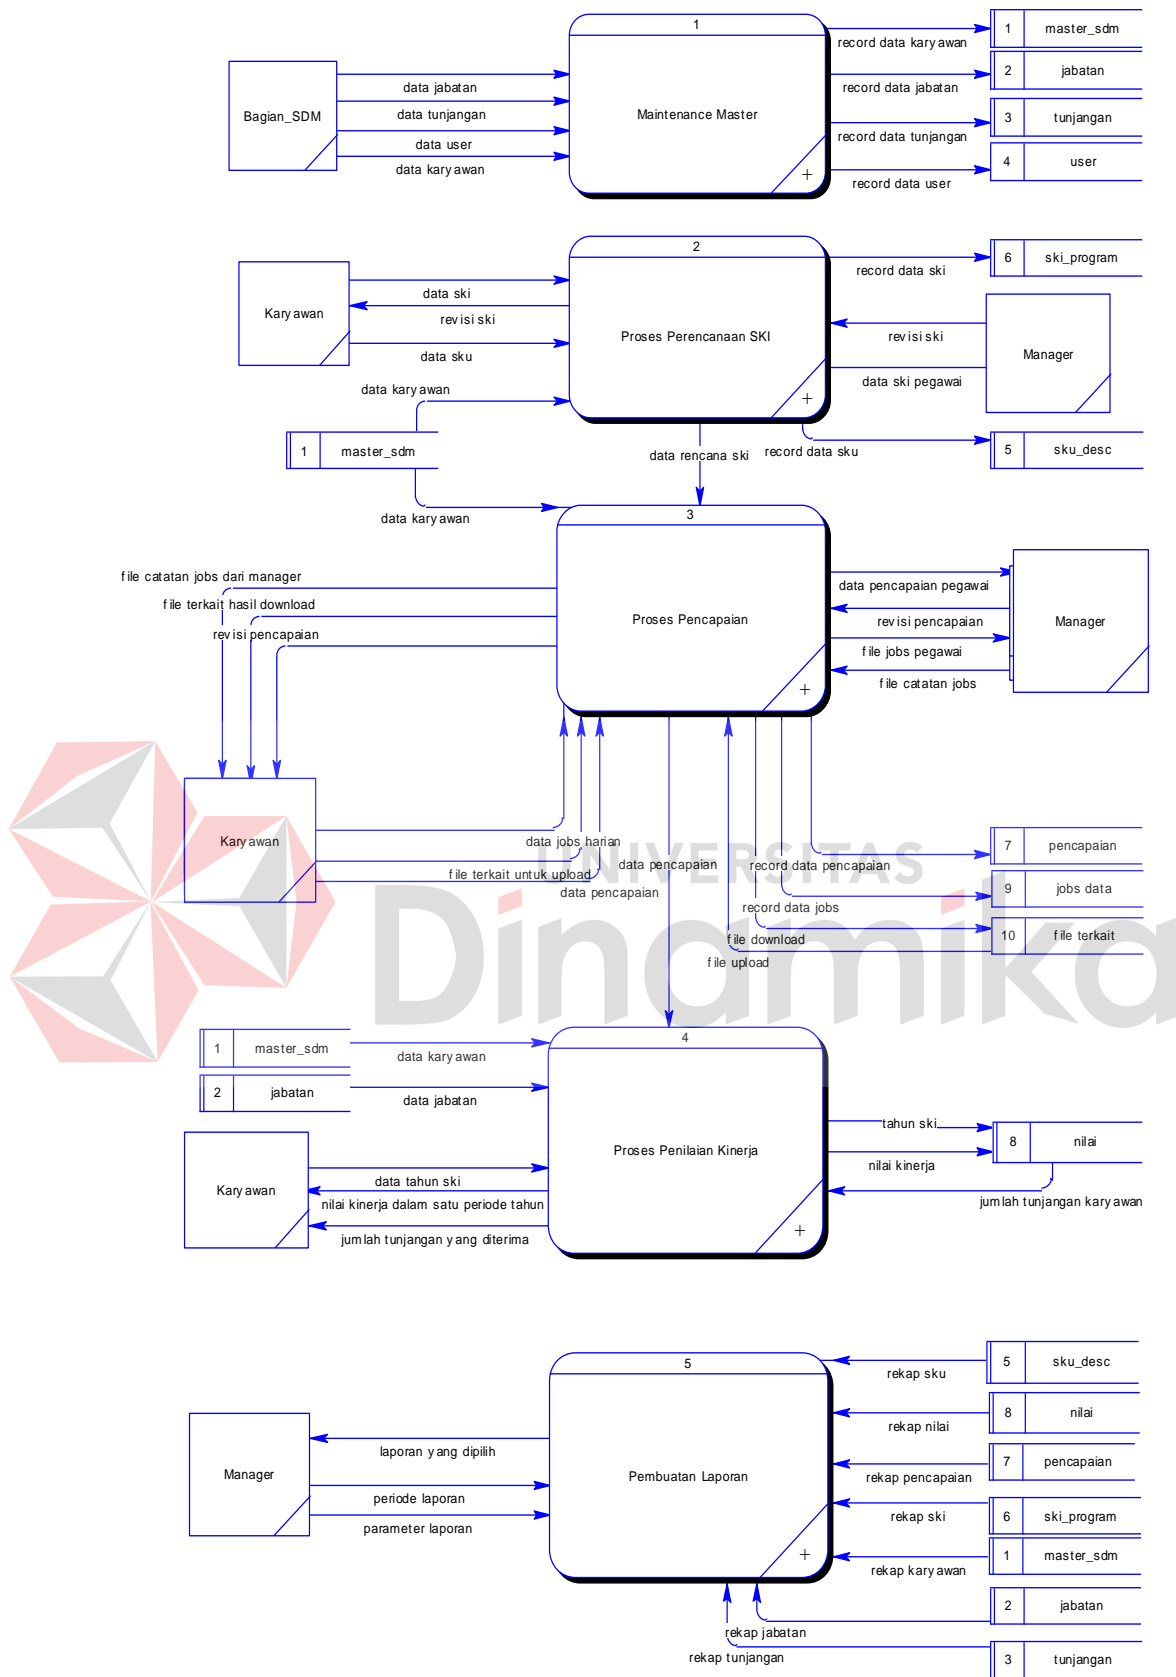 1
record data karyawan
1 master_sdm
data jabatan
2 jabatan
record data jabatan
Bagian_SDM
data tunjangan
Maintenance Master
3 tunjangan
record data tunjangan
data user
4 user
data karyawan
+
record data user
2
record data ski
6 ski_program
Karyawan
data ski
revisi ski
Proses Perencanaan SKI
revisi ski
Manager
data sku
data ski pegawai
data karyawan
+
1 master_sdm
data rencana ski
record data sku
5 sku_desc
data karyawan
3
file catatan jobs dari manager
data pencapaian pegawai
file terkait hasil download
Proses Pencapaian
revisi pencapaian
Manager
revisi pencapaian
file jobs pegawai
+
file catatan jobs
Karyawan
data jobs harian
7 pencapaian
UNIVERSITAS
data pencapaian
record data pencapaian
file terkait untuk upload
9 jobs data
data pencapaian
record data jobs
Dinamika
file download
10 file terkait
file upload
4
1 master_sdm
data karyawan
2 jabatan
data jabatan
tahun ski
8 nilai
Proses Penilaian Kinerja
nilai kinerja
Karyawan
data tahun ski
nilai kinerja dalam satu periode tahun
jumlah tunjangan karyawan
+
jumlah tunjangan yang diterima
5
rekap sku
5 sku_desc
rekap nilai
8 nilai
laporan yang dipilih
7 pencapaian
Manager
Pembuatan Laporan
rekap pencapaian
periode laporan
rekap ski
6 ski_program
parameter laporan
+
rekap karyawan
1 master_sdm
2 jabatan
rekap jabatan
rekap tunjangan
3 tunjangan